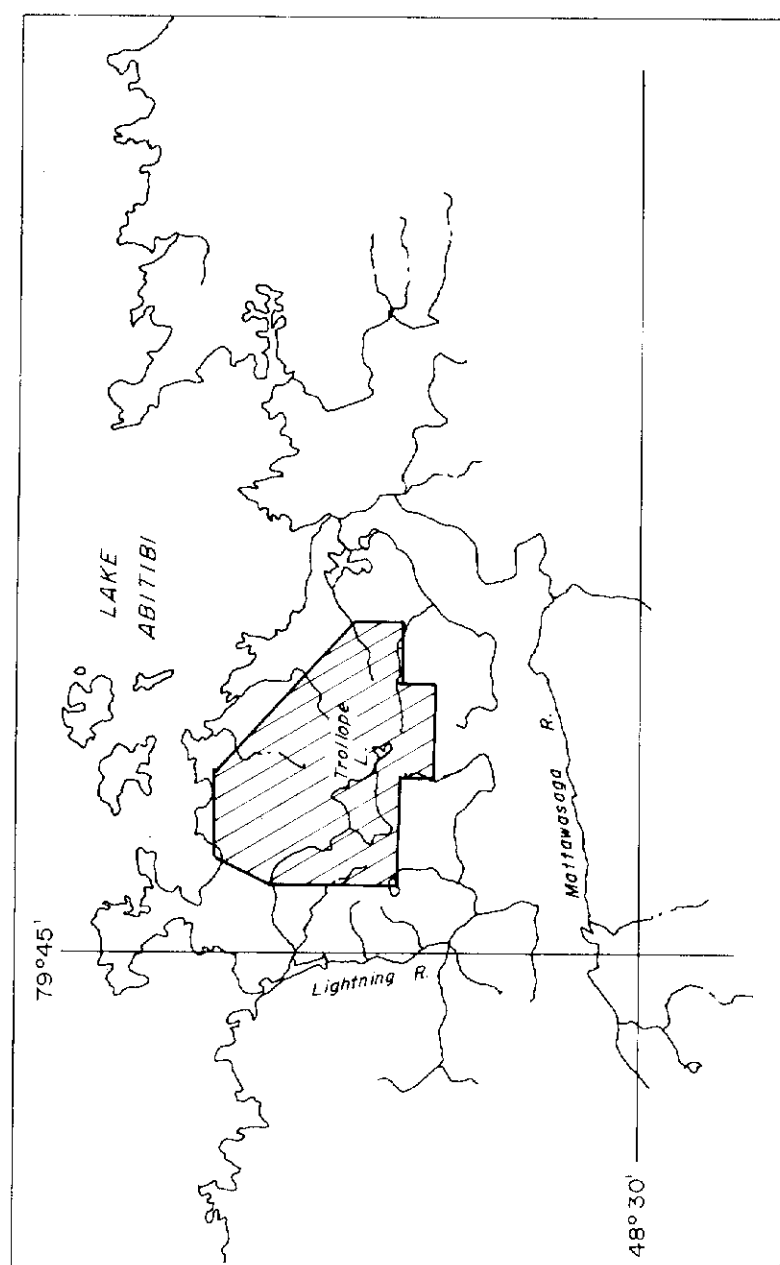 LAKE
ABITIBI
79°45'
Trollope
L.
Lightning R.
Mattawasaga R.
48°30'